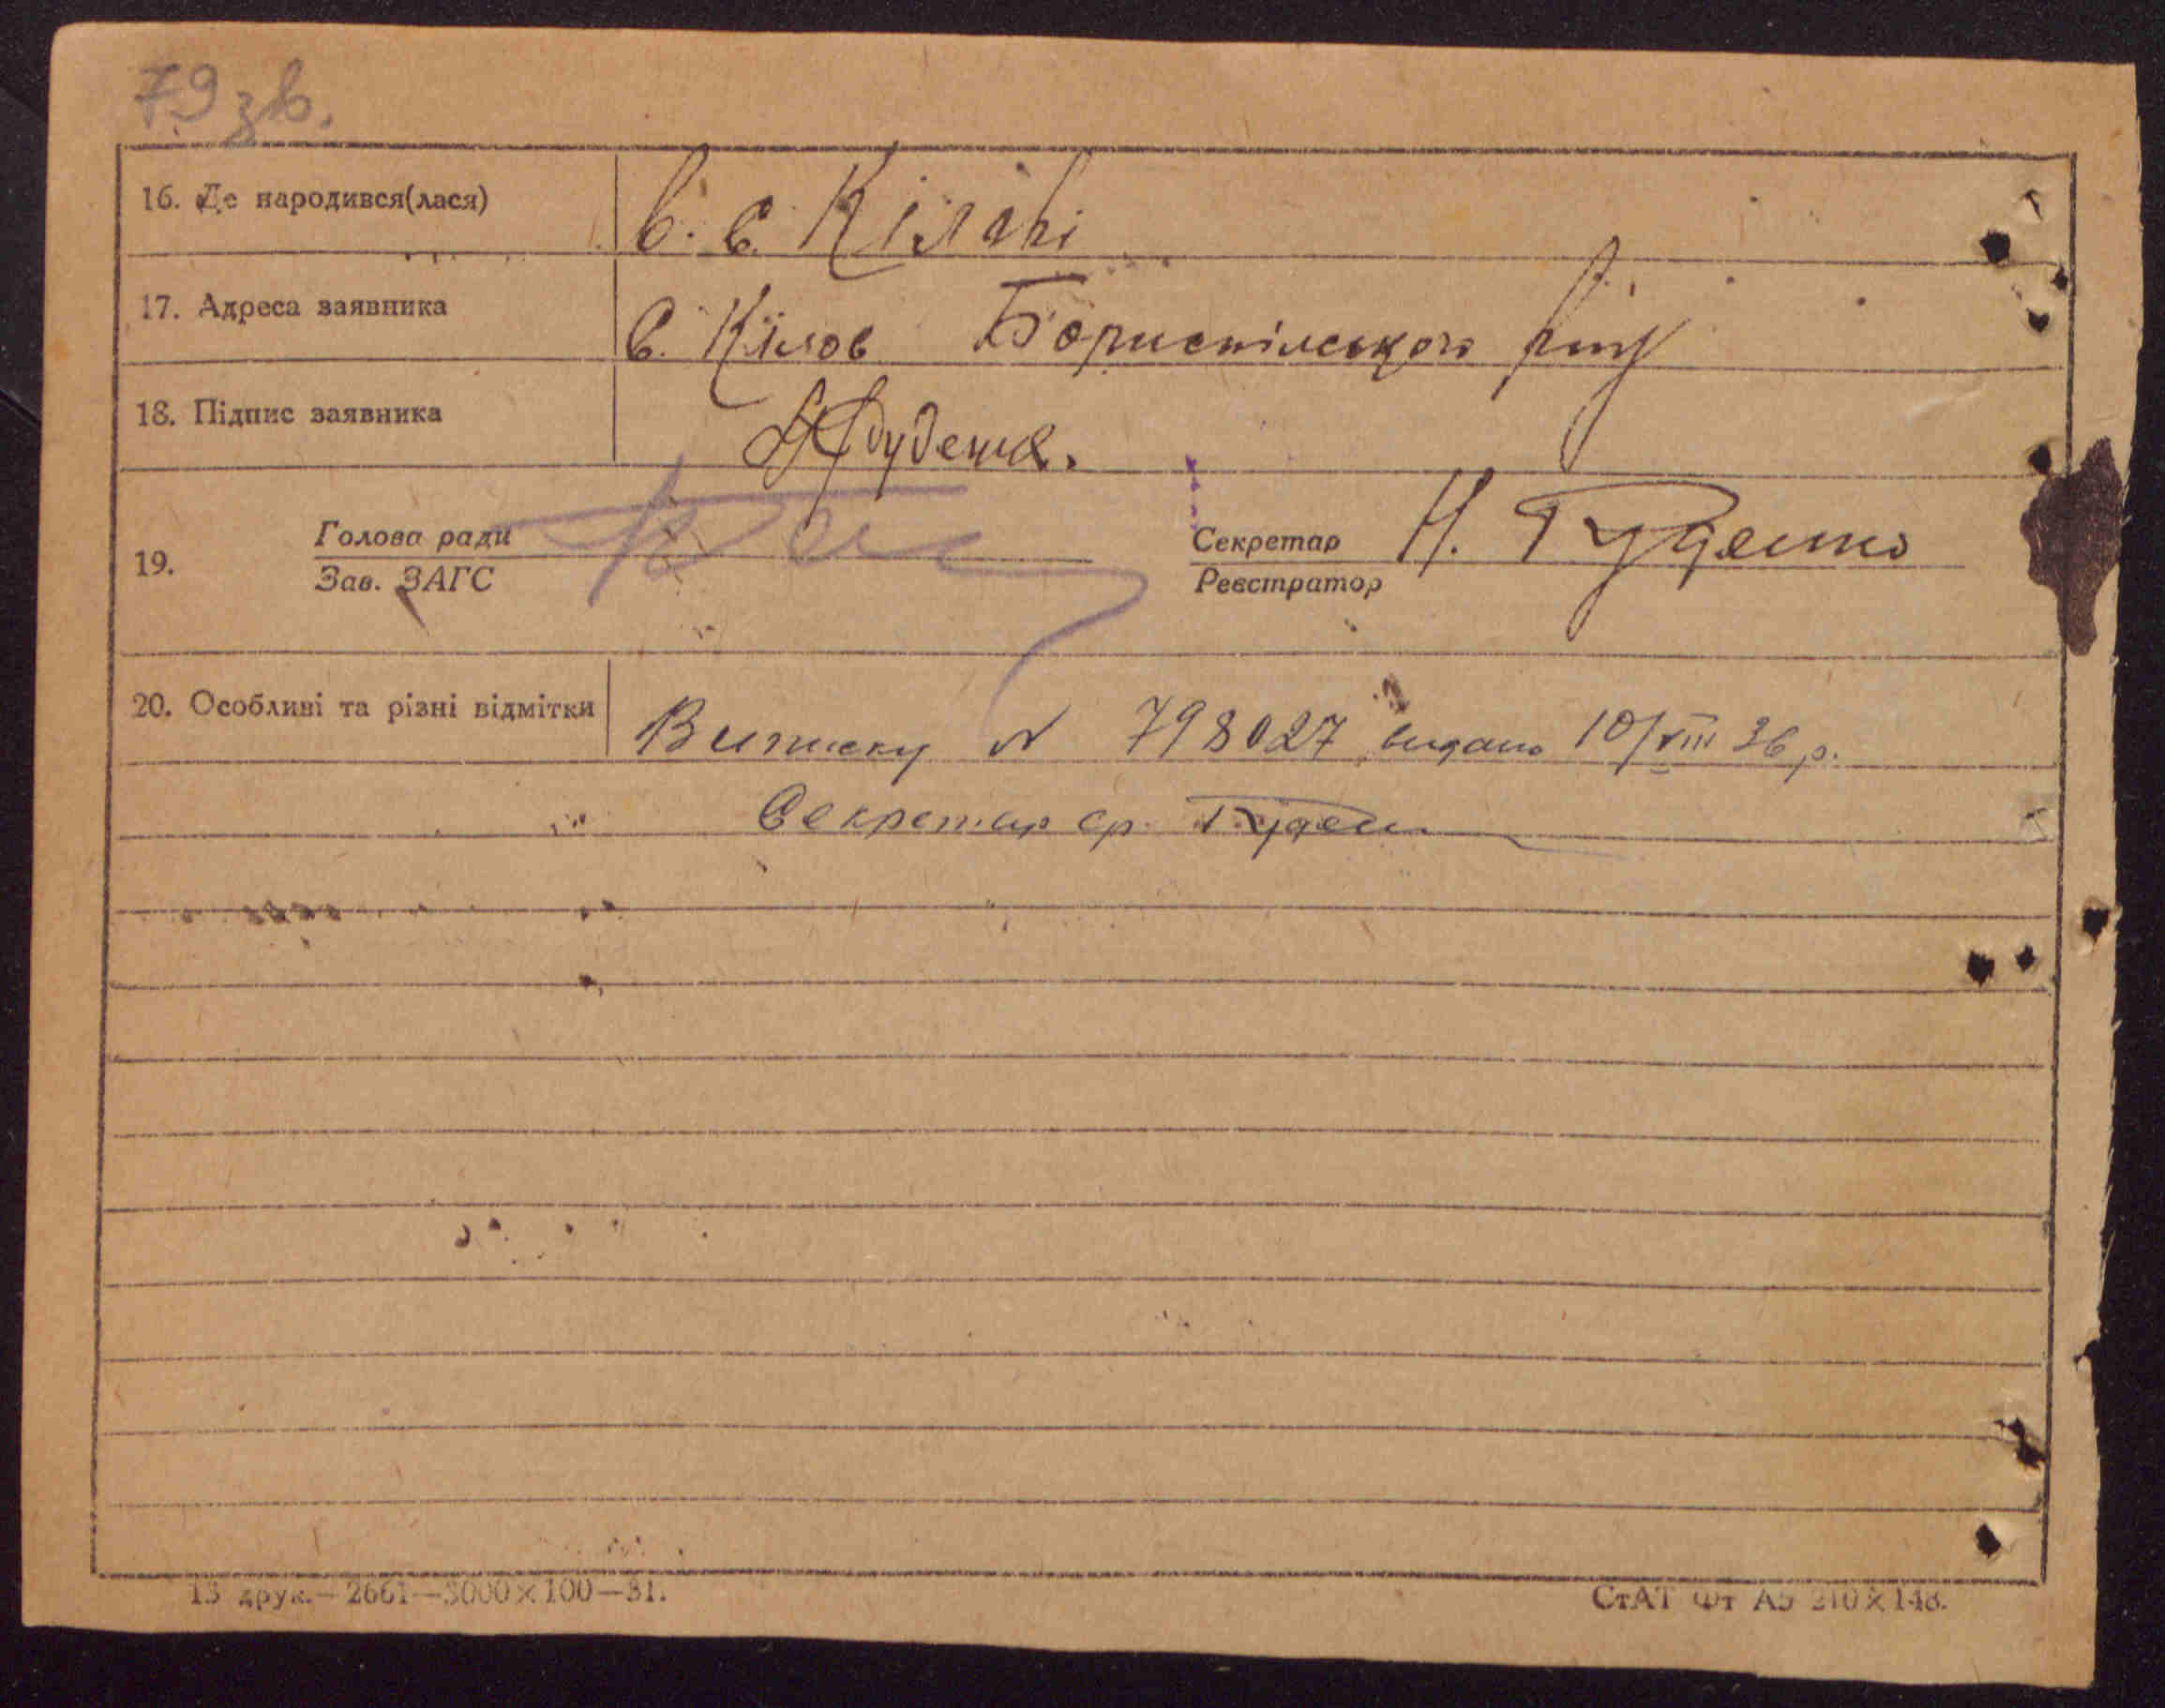 79 зв.
16. Де народився(лася) в с. Кілові
17. Адреса заявника С. Кілов Бориспільського р-ну
18. Підпис заявника
19. Голова ради Секретар Н. Гуденко
Зав. ЗАГС Реєстратор
20. Особливі та різні відмітки Виписку № 798027 видано 10/VIII 36 р.
Секретар ср.
13 друк.—2661—3000×100—31. СтАТ Фт А5 210×148.